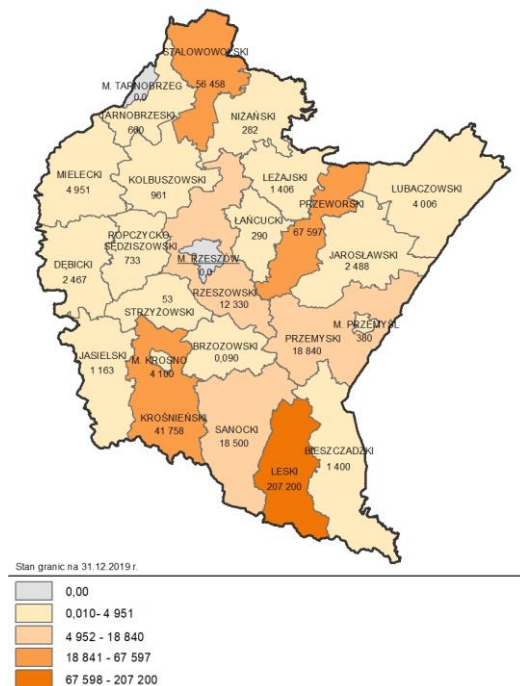 STALOWOWOLSKI
56 458
M. TARNOBRZEG
0,0
TARNOBRZESKI
600
NIŻAŃSKI
282
MIELECKI
4 951
KOLBUSZOWSKI
961
LEŻAJSKI
1 406
LUBACZOWSKI
4 006
PRZEWORSKI
67 597
ŁAŃCUCKI
290
ROPCZYCKO-
SĘDZISZOWSKI
733
M. RZESZÓW
0,0
DĘBICKI
2 467
JAROSŁAWSKI
2 488
RZESZOWSKI
12 330
53
STRZYŻOWSKI
M. PRZEMYŚL
380
PRZEMYSKI
18 840
BRZOZOWSKI
0,090
JASIELSKI
1 163
M. KROSNO
4 100
KROŚNIEŃSKI
41 758
SANOCKI
18 500
BIESZCZADZKI
1 400
LESKI
207 200
Stan granic na 31.12.2019 r.
0,00
0,010- 4 951
4 952 - 18 840
18 841 - 67 597
67 598 - 207 200